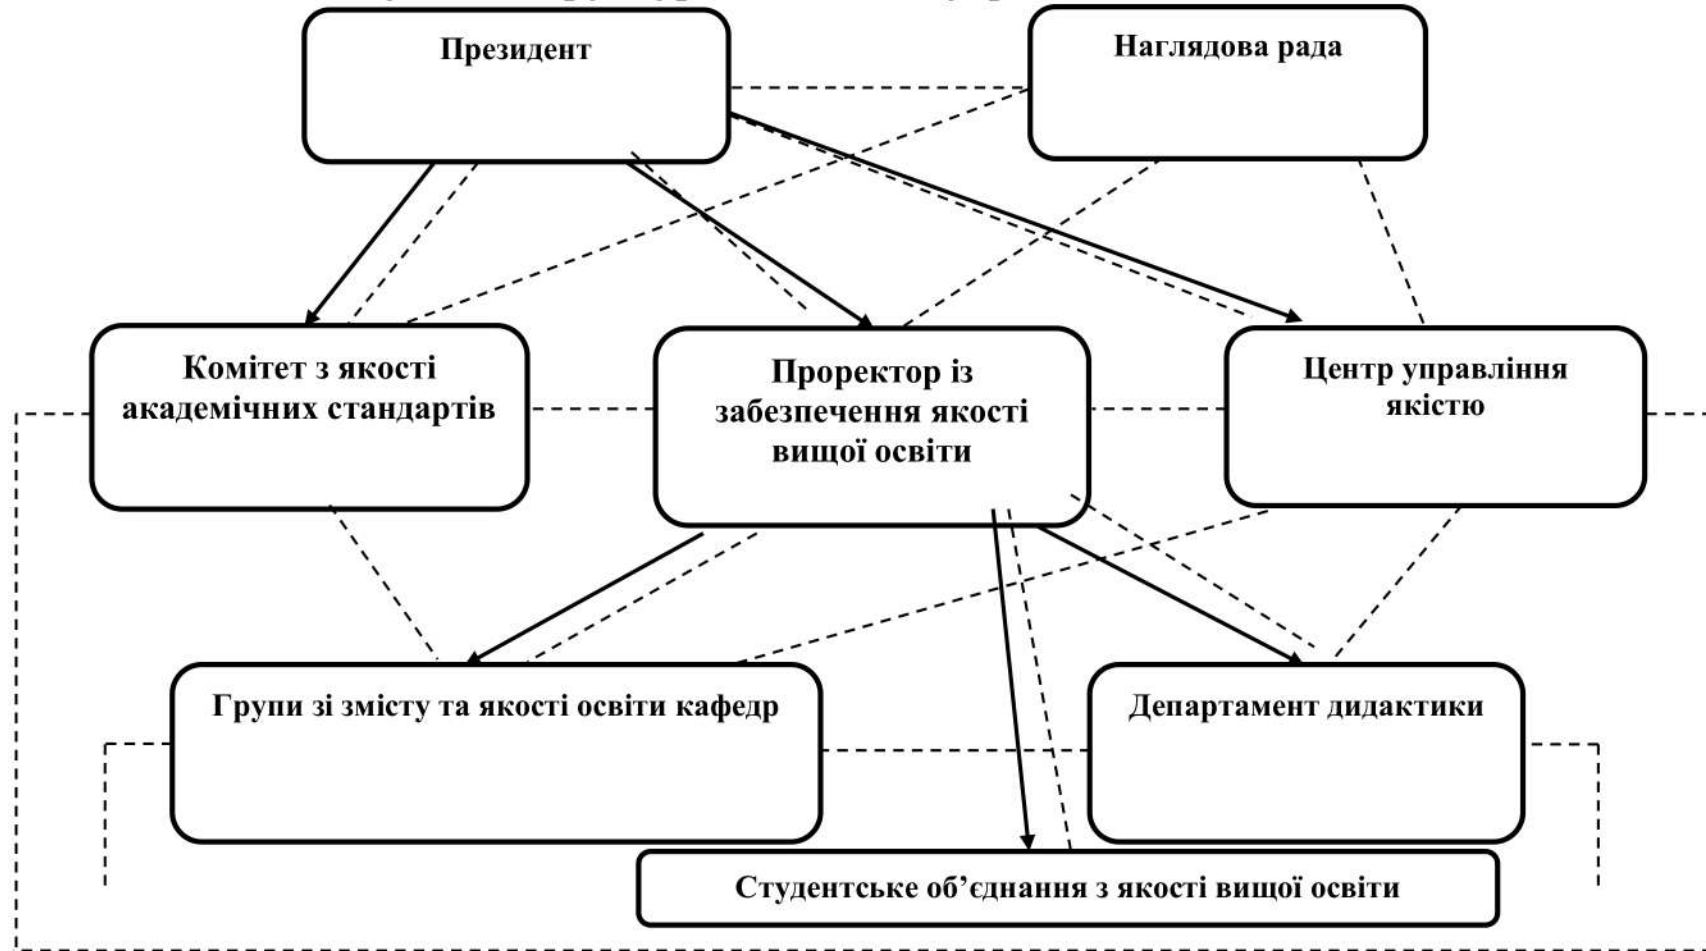 Президент
Наглядова рада
Комітет з якості
академічних стандартів
Проректор із
забезпечення якості
вищої освіти
Центр управління
якістю
Групи зі змісту та якості освіти кафедр
Департамент дидактики
Студентське об’єднання з якості вищої освіти